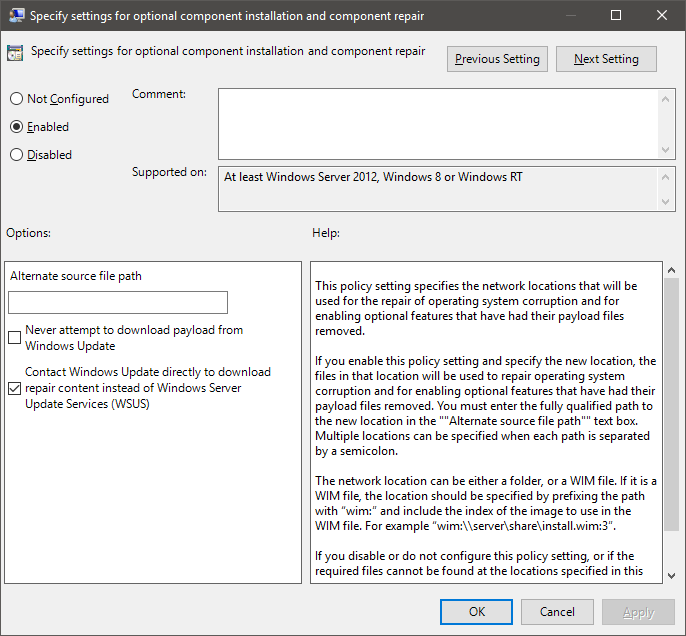 Specify settings for optional component installation and component repair
Specify settings for optional component installation and component repair
Previous Setting
Next Setting
Not Configured
Enabled
Disabled
Comment:
Supported on:
At least Windows Server 2012, Windows 8 or Windows RT
Options:
Help:
Alternate source file path
Never attempt to download payload from
Windows Update
Contact Windows Update directly to download
repair content instead of Windows Server
Update Services (WSUS)
This policy setting specifies the network locations that will be
used for the repair of operating system corruption and for
enabling optional features that have had their payload files
removed.
If you enable this policy setting and specify the new location, the
files in that location will be used to repair operating system
corruption and for enabling optional features that have had their
payload files removed. You must enter the fully qualified path to
the new location in the ""Alternate source file path"" text box.
Multiple locations can be specified when each path is separated
by a semicolon.
The network location can be either a folder, or a WIM file. If it is a
WIM file, the location should be specified by prefixing the path
with “wim:” and include the index of the image to use in the
WIM file. For example “wim:\\server\share\install.wim:3”.
If you disable or do not configure this policy setting, or if the
required files cannot be found at the locations specified in this
OK
Cancel
Apply